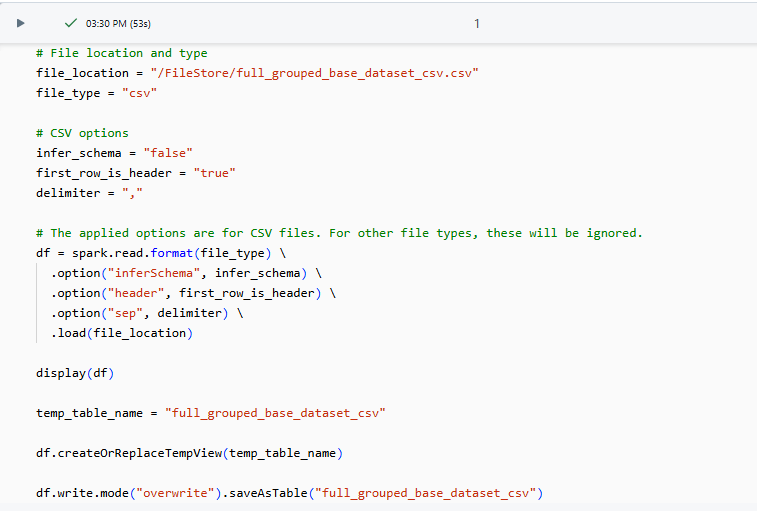 03:30 PM (53s)
1
# File location and type
file_location = "/FileStore/full_grouped_base_dataset_csv.csv"
file_type = "csv"
# CSV options
infer_schema = "false"
first_row_is_header = "true"
delimiter = ","
# The applied options are for CSV files. For other file types, these will be ignored.
df = spark.read.format(file_type) \
.option("inferSchema", infer_schema) \
.option("header", first_row_is_header) \
.option("sep", delimiter) \
.load(file_location)
display(df)
temp_table_name = "full_grouped_base_dataset_csv"
df.createOrReplaceTempView(temp_table_name)
df.write.mode("overwrite").saveAsTable("full_grouped_base_dataset_csv")